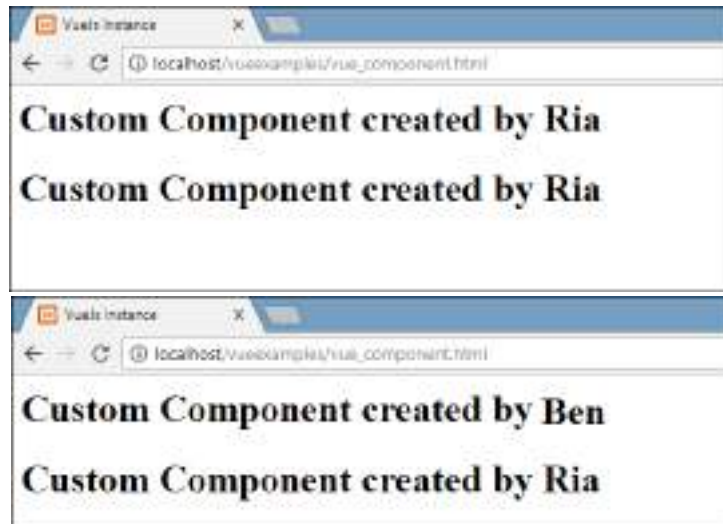 VueJs Instance
localhost/vueexamples/vue_component.html
Custom Component created by Ria
Custom Component created by Ria
VueJs Instance
localhost/vueexamples/vue_component.html
Custom Component created by Ben
Custom Component created by Ria